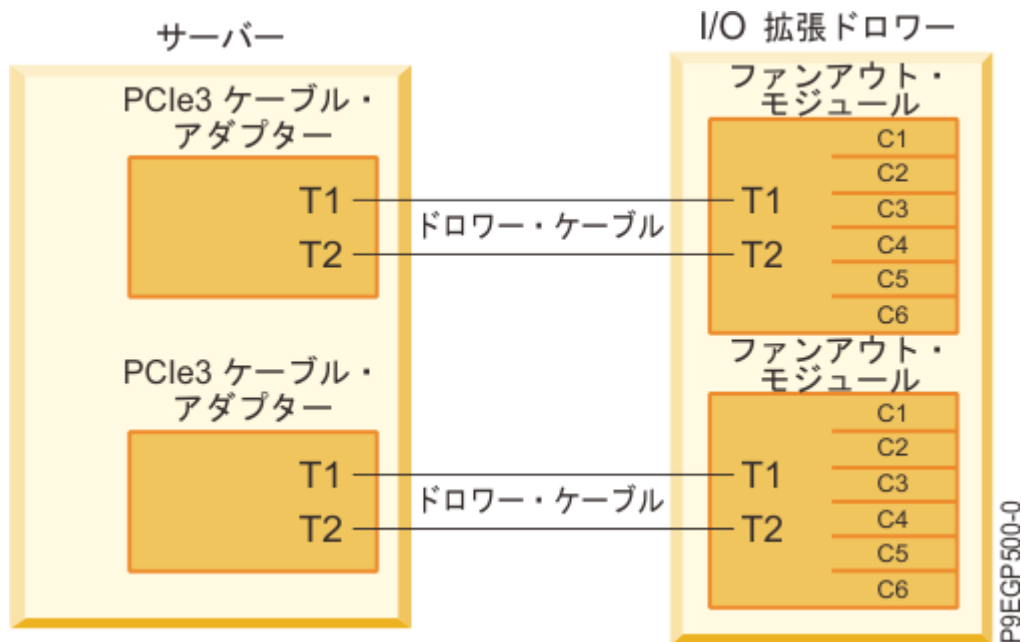 サーバー
PCIe3 ケーブル・
アダプター
T1
T2
PCIe3 ケーブル・
アダプター
T1
T2
ドロワー・ケーブル
ドロワー・ケーブル
I/O 拡張ドロワー
ファンアウト・
モジュール
T1
T2
C1
C2
C3
C4
C5
C6
ファンアウト・
モジュール
T1
T2
C1
C2
C3
C4
C5
C6
P9EGP500-0